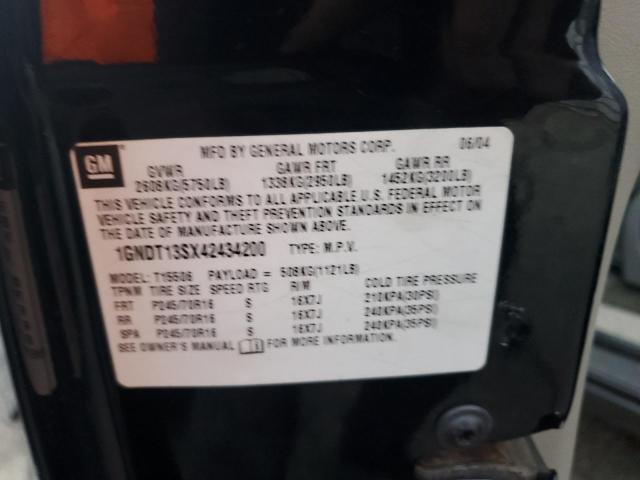 GM
MFD BY GENERAL MOTORS CORP. 06/04
GVWR GAWR FRT GAWR RR
2608KG(5750LB) 1338KG(2950LB) 1452KG(3200LB)
THIS VEHICLE CONFORMS TO ALL APPLICABLE U.S. FEDERAL MOTOR
VEHICLE SAFETY AND THEFT PREVENTION STANDARDS IN EFFECT ON
THE DATE OF MANUFACTURE SHOWN ABOVE.
1GNDT13SX42434200 TYPE: M.P.V.
MODEL: T15506 PAYLOAD = 508KG(1121LB)
TPNM TIRE SIZE SPEED RTG RIM COLD TIRE PRESSURE
FRT P245/70R16 S 16X7J 210KPA(30PSI)
RR P245/70R16 S 16X7J 240KPA(35PSI)
SPA P245/70R16 S 16X7J 240KPA(35PSI)
SEE OWNER'S MANUAL FOR MORE INFORMATION.